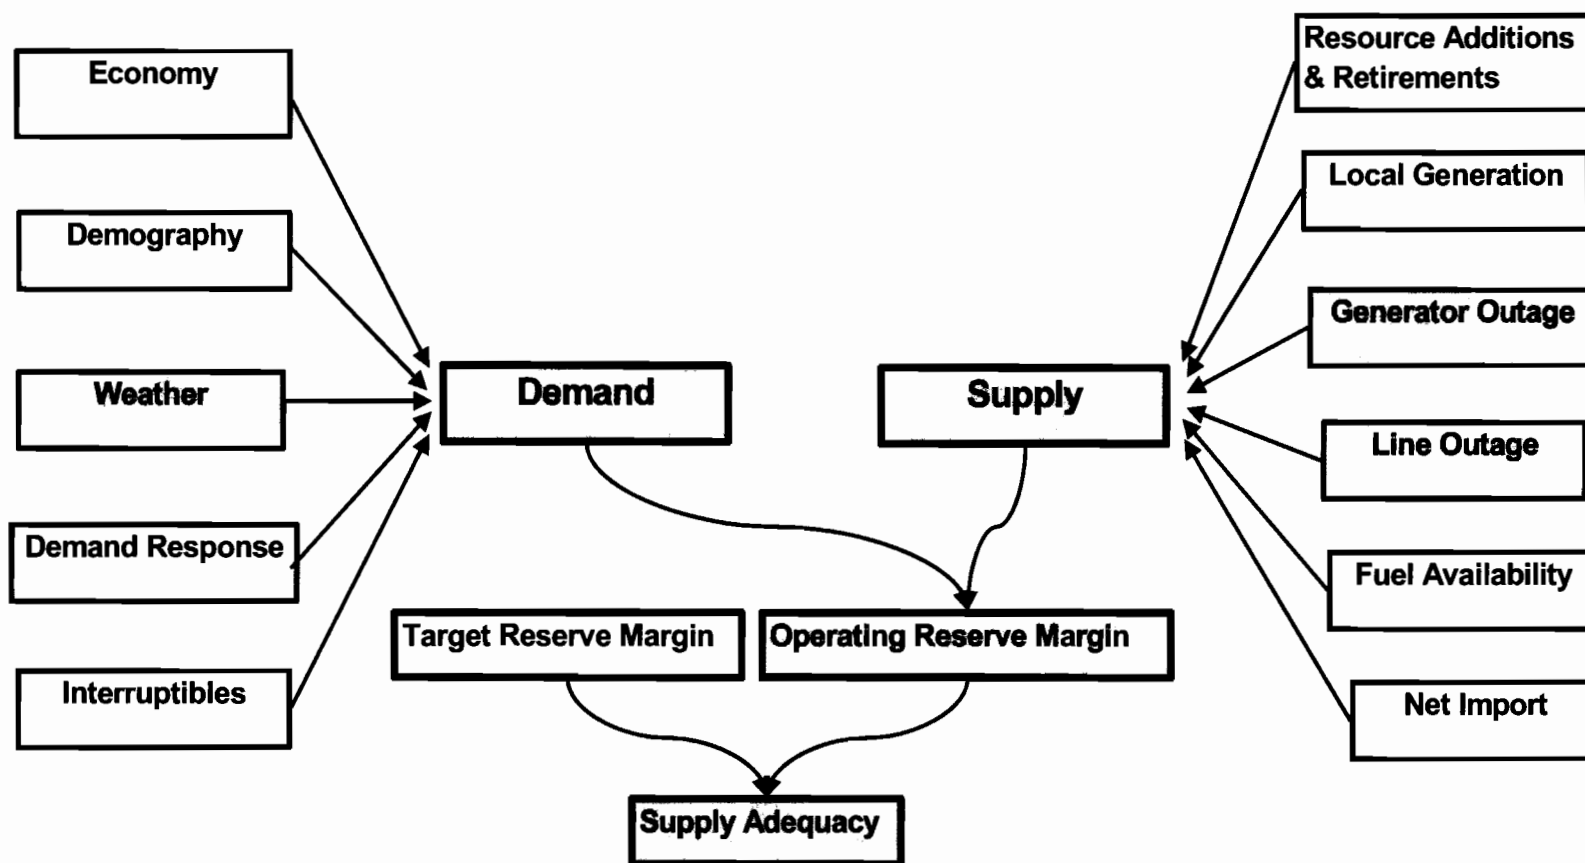 Economy
Demography
Weather
Demand Response
Interruptibles
Demand
Supply
Target Reserve Margin
Operating Reserve Margin
Supply Adequacy
Resource Additions
& Retirements
Local Generation
Generator Outage
Line Outage
Fuel Availability
Net Import